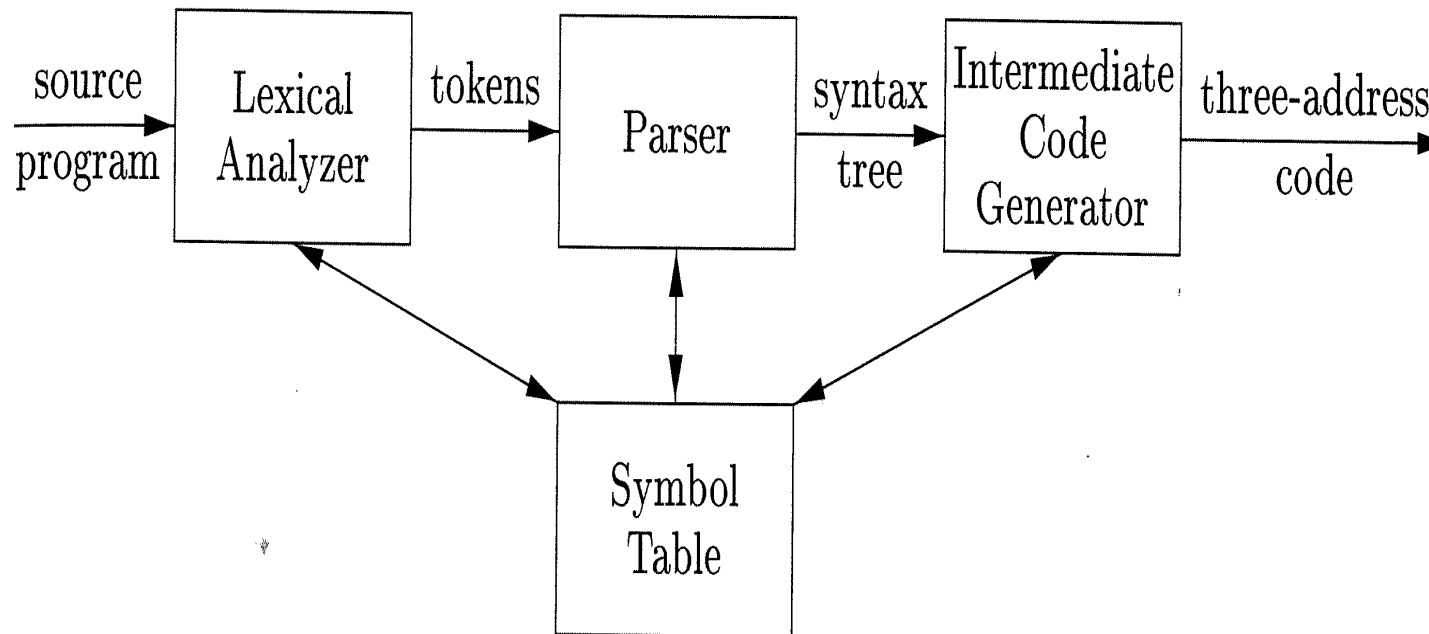 source
program
Lexical
Analyzer
tokens
Parser
syntax
tree
Intermediate
Code
Generator
three-address
code
Symbol
Table